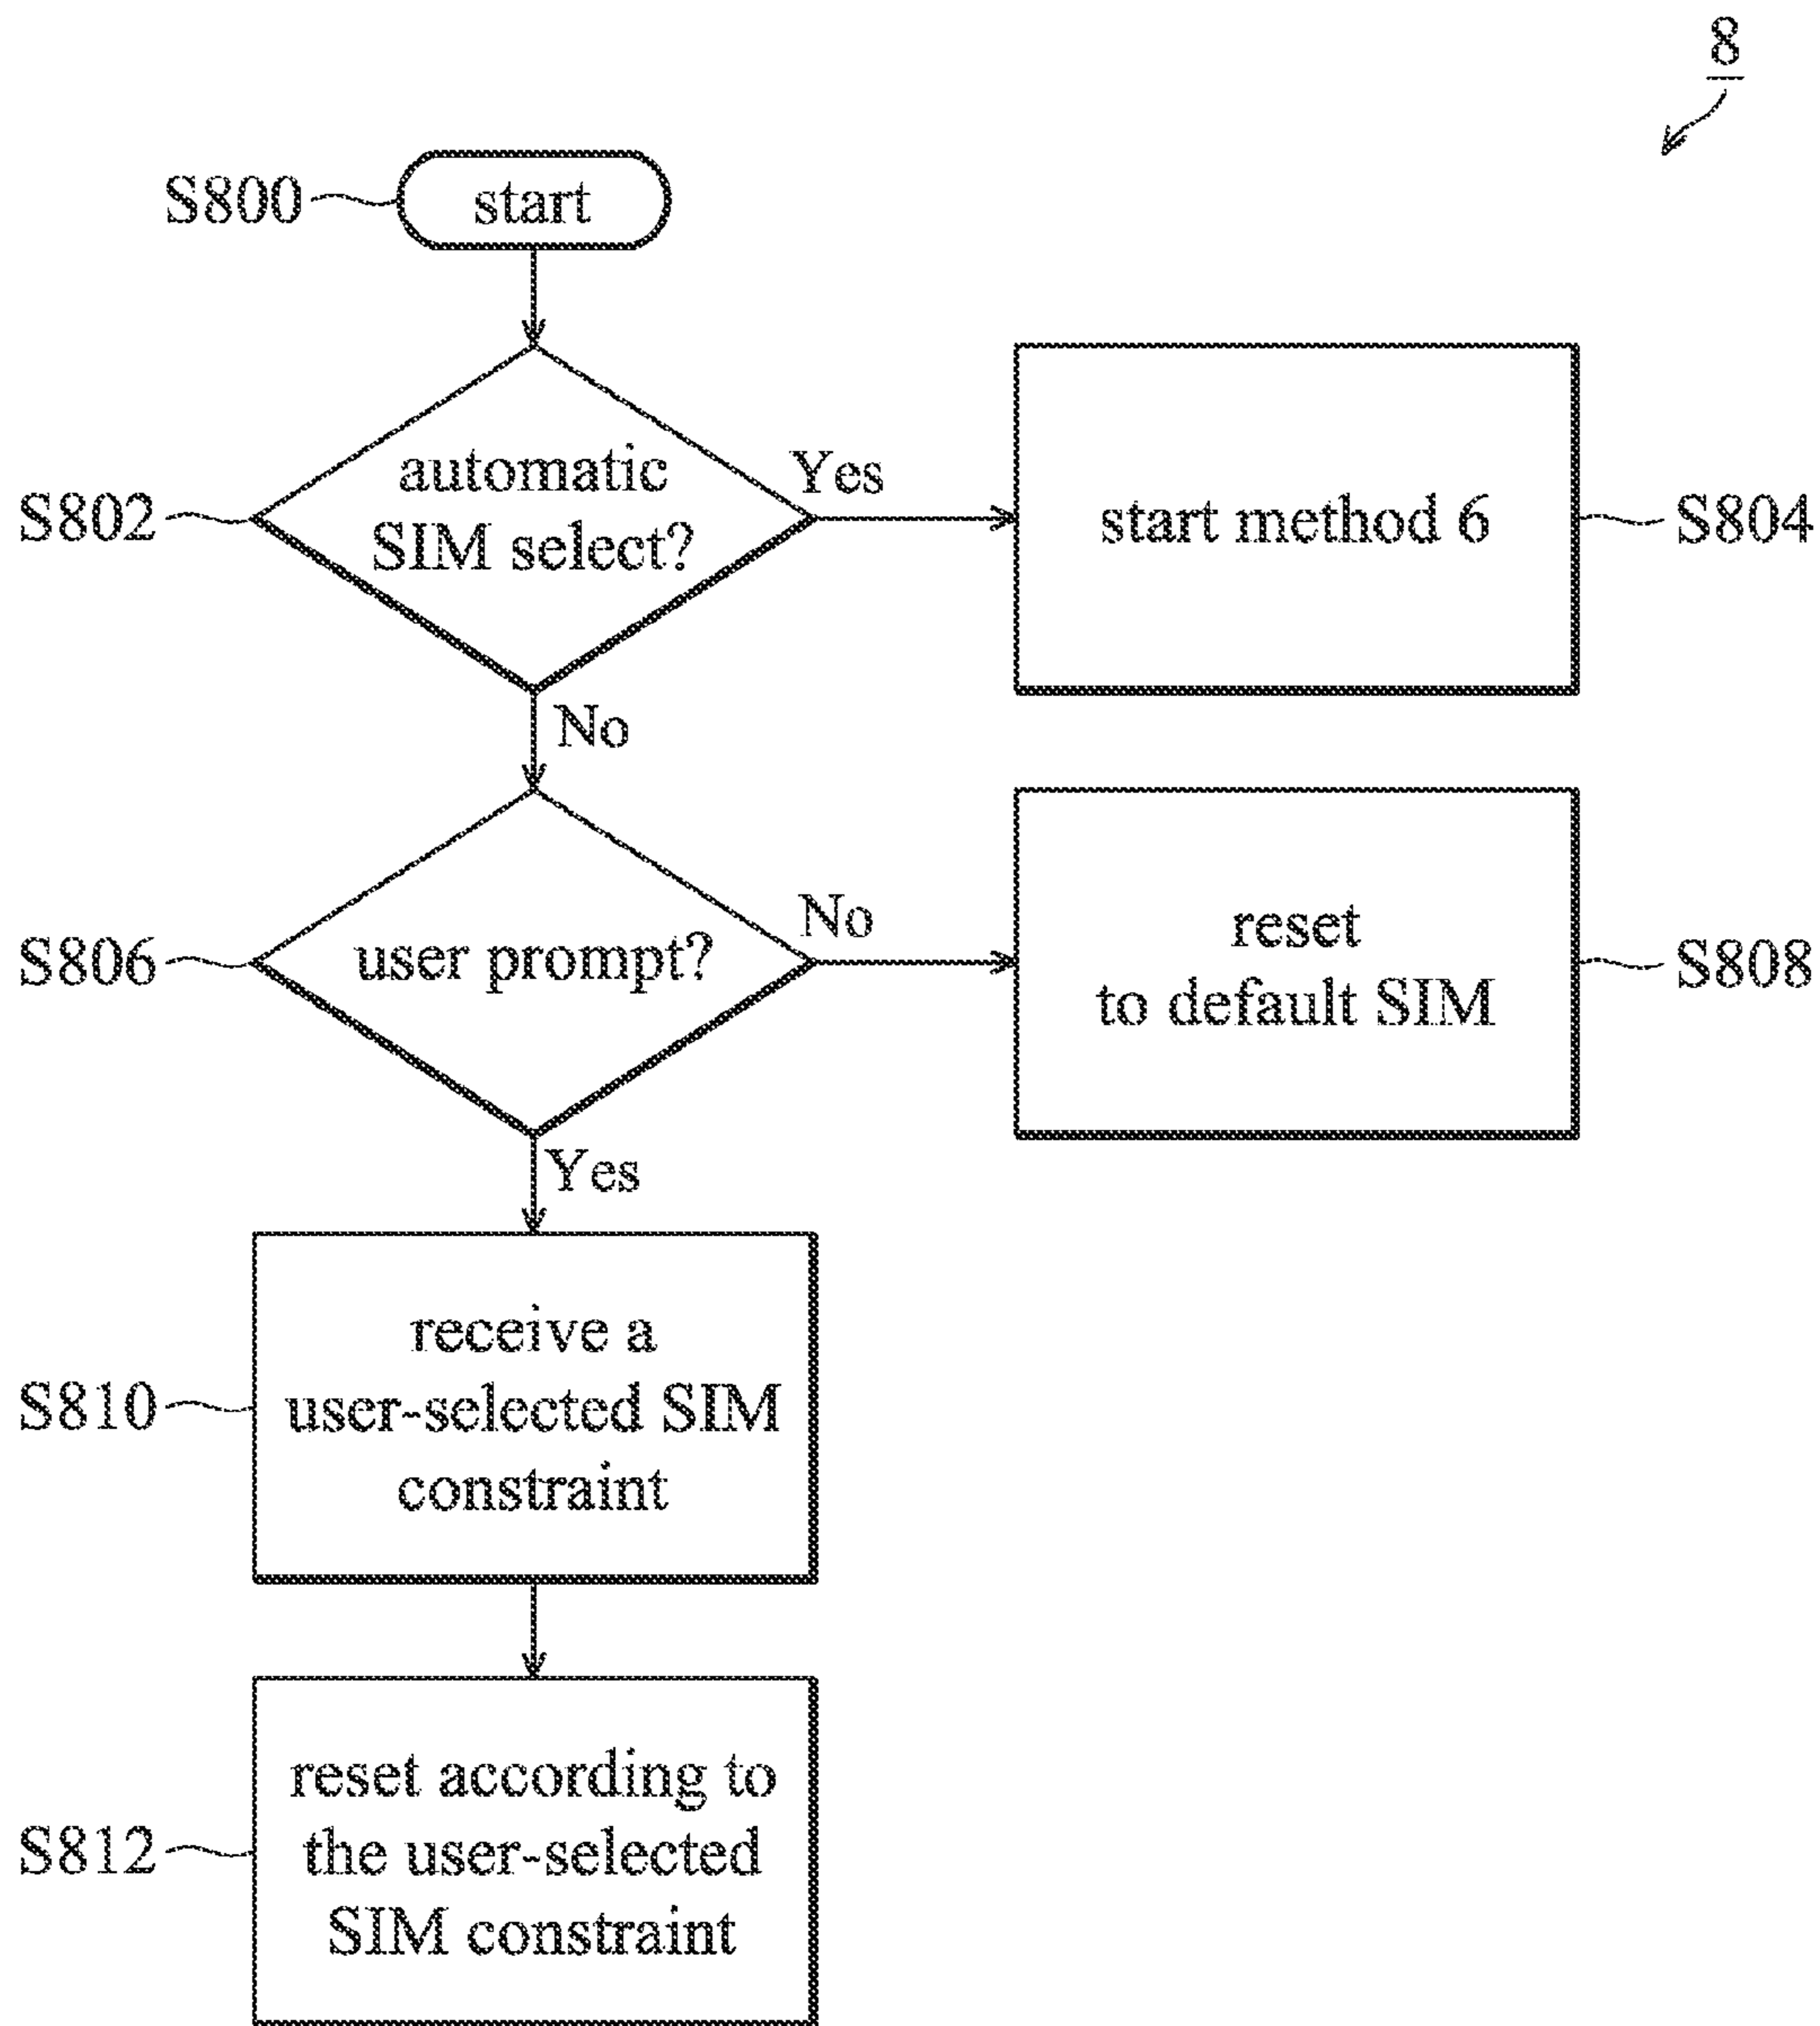 8
S800
start
S802
automatic
SIM select?
Yes
start method 6
S804
No
S806
user prompt?
No
reset
to default SIM
S808
Yes
S810
receive a
user-selected SIM
constraint
S812
reset according to
the user-selected
SIM constraint